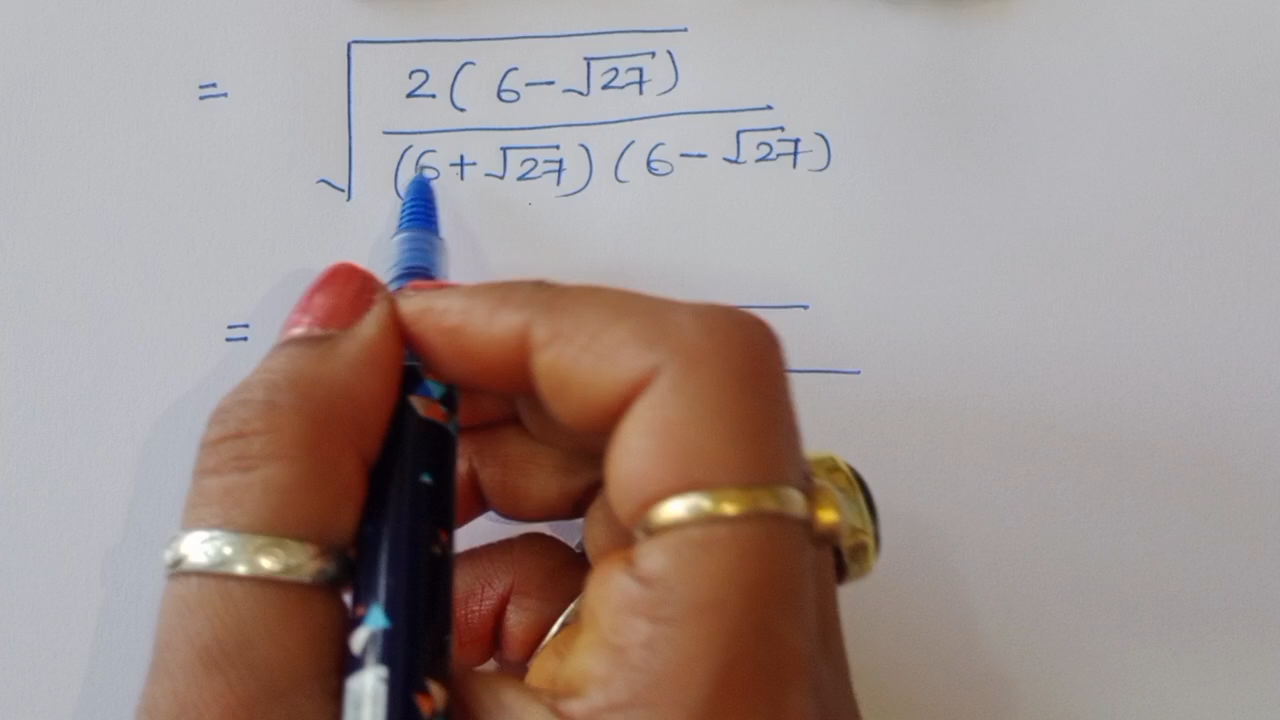 = √ 2(6-√27)
(6+√27)(6-√27)
=